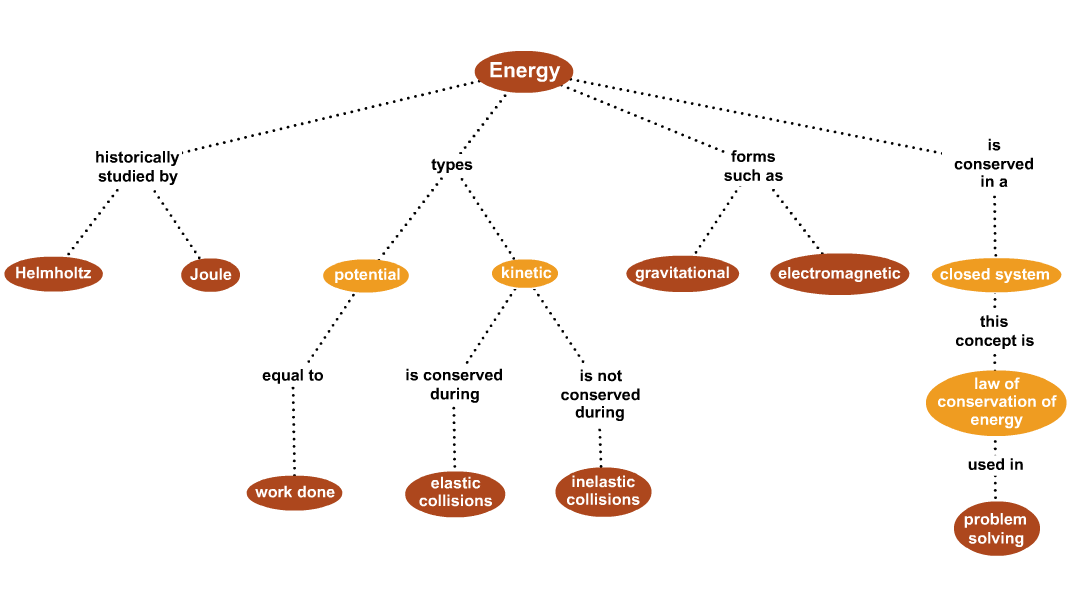 Energy
historically
studied by
types
forms
such as
is
conserved
in a
Helmholtz
Joule
potential
kinetic
gravitational
electromagnetic
closed system
this
concept is
equal to
is conserved
during
is not
conserved
during
law of
conservation of
energy
used in
work done
elastic
collisions
inelastic
collisions
problem
solving